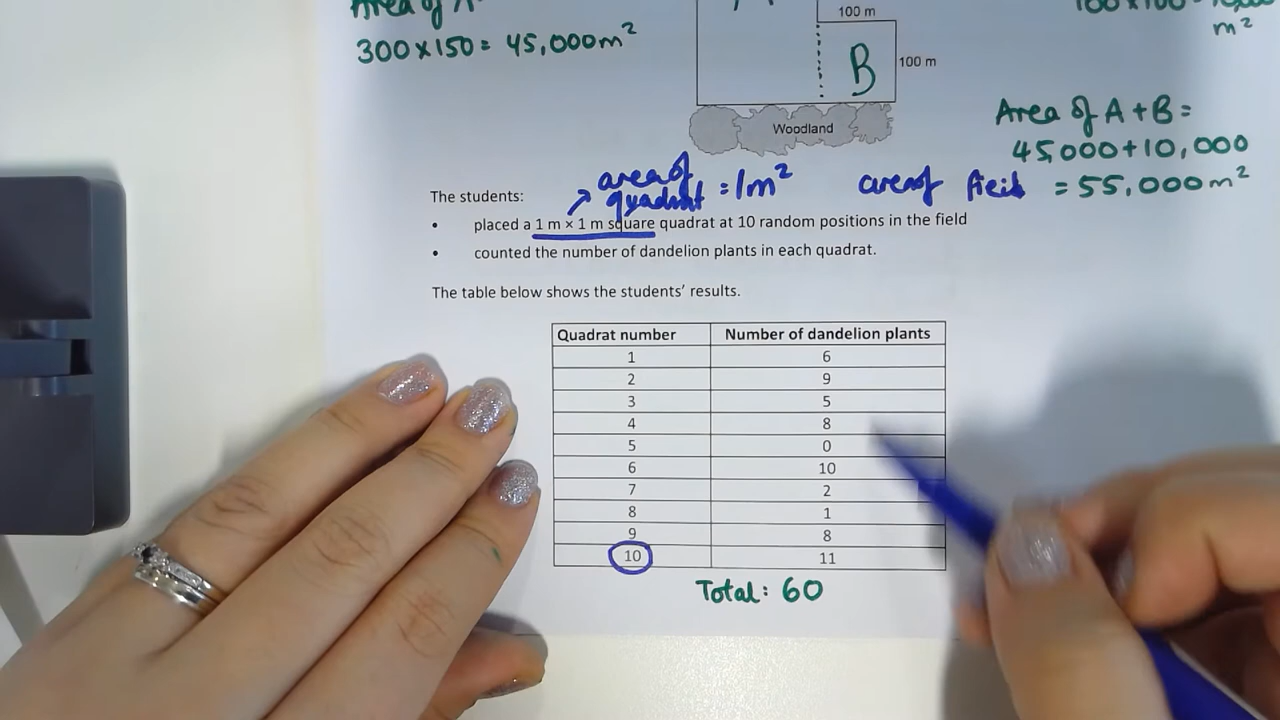 Area of A
300 x 150 = 45,000m²
A
100 m
B
100 m
Woodland
m²
Area of A + B =
45,000 + 10,000
= 55,000m²
area of field
area of
quadrat = 1m²
The students:
• placed a 1 m × 1 m square quadrat at 10 random positions in the field
• counted the number of dandelion plants in each quadrat.
The table below shows the students' results.
Quadrat number Number of dandelion plants
1 6
2 9
3 5
4 8
5 0
6 10
7 2
8 1
9 8
10 11
Total: 60